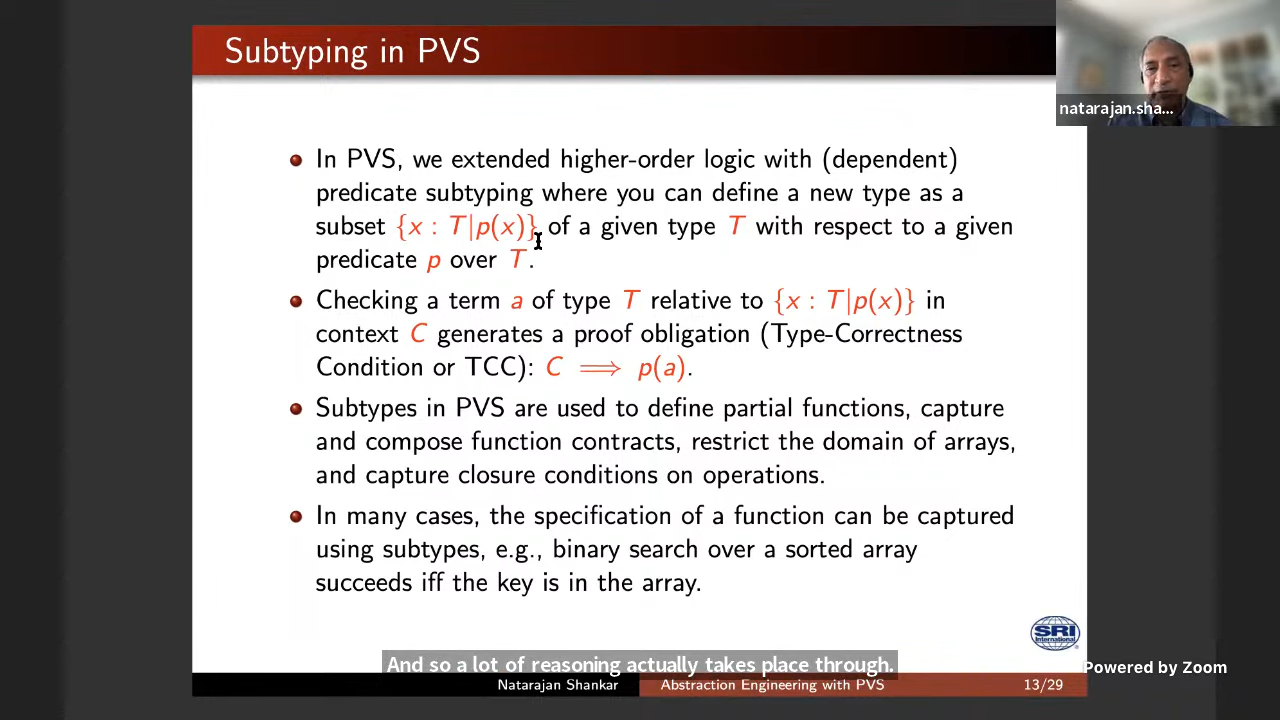 Subtyping in PVS
natarajan.sha...
In PVS, we extended higher-order logic with (dependent)
predicate subtyping where you can define a new type as a
subset {x : T|p(x)} of a given type T with respect to a given
predicate p over T.
Checking a term a of type T relative to {x : T|p(x)} in
context C generates a proof obligation (Type-Correctness
Condition or TCC): C ⟹ p(a).
Subtypes in PVS are used to define partial functions, capture
and compose function contracts, restrict the domain of arrays,
and capture closure conditions on operations.
In many cases, the specification of a function can be captured
using subtypes, e.g., binary search over a sorted array
succeeds iff the key is in the array.
SRI
International
And so a lot of reasoning actually takes place through.
Powered by Zoom
Natarajan Shankar
Abstraction Engineering with PVS
13/29